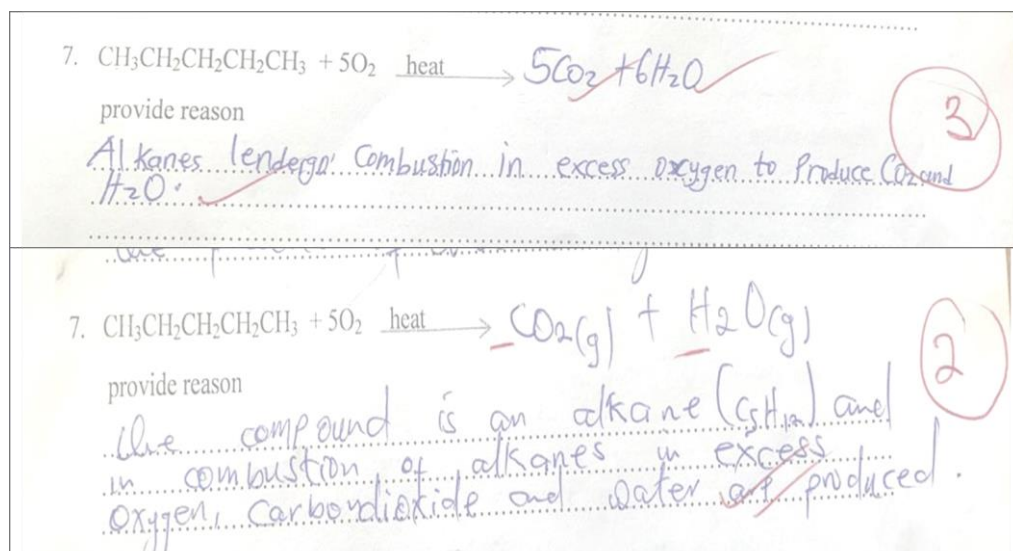 7. CH₃CH₂CH₂CH₂CH₃ + 5O₂ heat → 5CO₂ + 6H₂O
provide reason
3
Alkanes Undergo Combustion in excess oxygen to Produce CO₂ and
H₂O.
7. CH₃CH₂CH₂CH₂CH₃ + 5O₂ heat → CO₂(g) + H₂O(g)
2
provide reason
The compound is an alkane (C₅H₁₂) and
in combustion of alkanes in excess
oxygen, carbondioxide and water are produced.